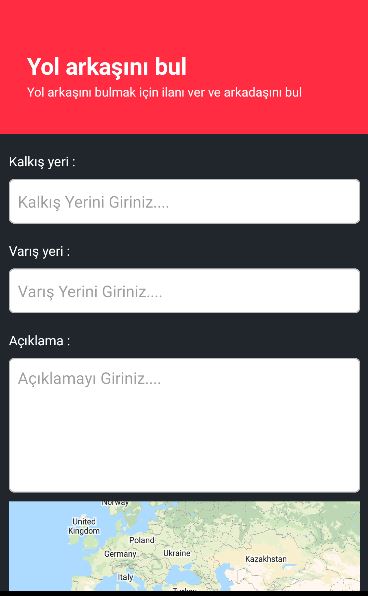 Yol arkaşını bul
Yol arkaşını bulmak için ilanı ver ve arkadaşını bul
Kalkış yeri :
Kalkış Yerini Giriniz....
Varış yeri :
Varış Yerini Giriniz....
Açıklama :
Açıklamayı Giriniz....
Norway
United
Kingdom
Poland
Germany
Ukraine
Kazakhstan
Italy
Turkey